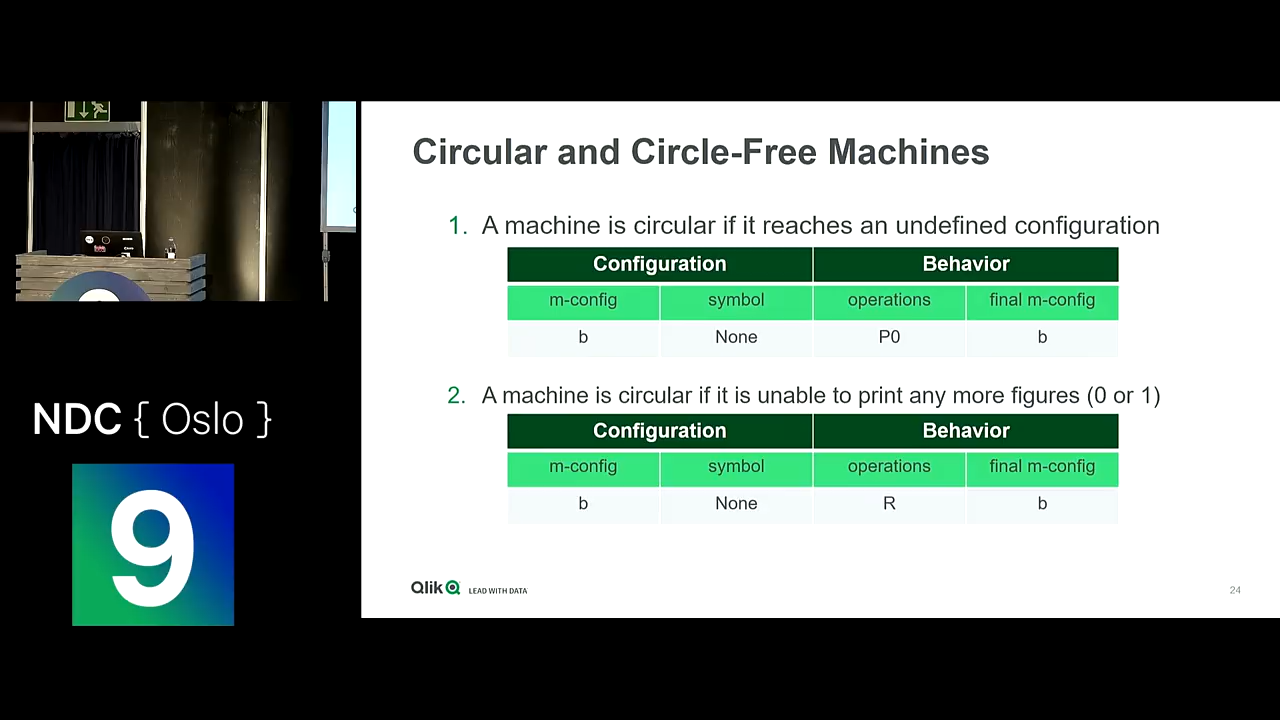 Circular and Circle-Free Machines
1. A machine is circular if it reaches an undefined configuration
Configuration Behavior
m-config symbol operations final m-config
b None P0 b
2. A machine is circular if it is unable to print any more figures (0 or 1)
Configuration Behavior
m-config symbol operations final m-config
b None R b
Qlik LEAD WITH DATA
24
NDC { Oslo }
9